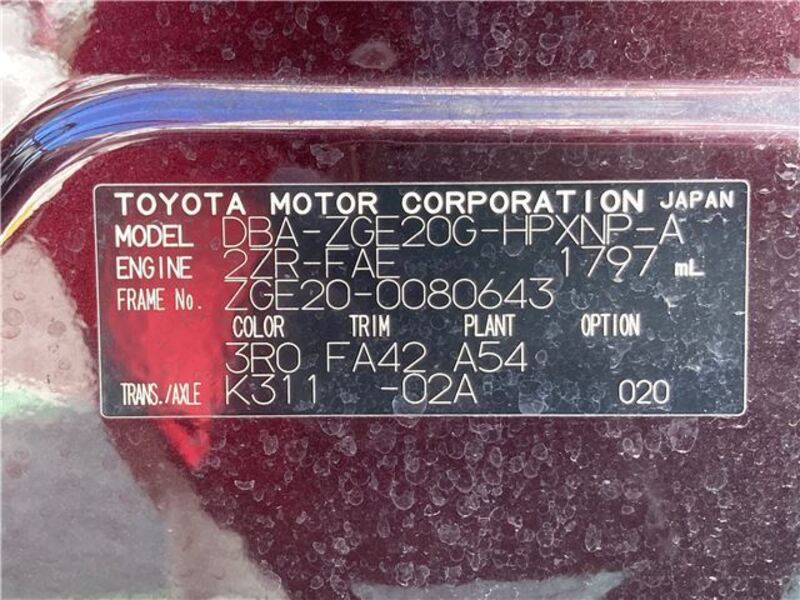 TOYOTA MOTOR CORPORATION JAPAN
MODEL DBA-ZGE20G-HPXNP-A
ENGINE 2ZR-FAE 1797 mL
FRAME No. ZGE20-0080643
COLOR TRIM PLANT OPTION
3R0 FA42 A54
TRANS./AXLE K311 -02A 020